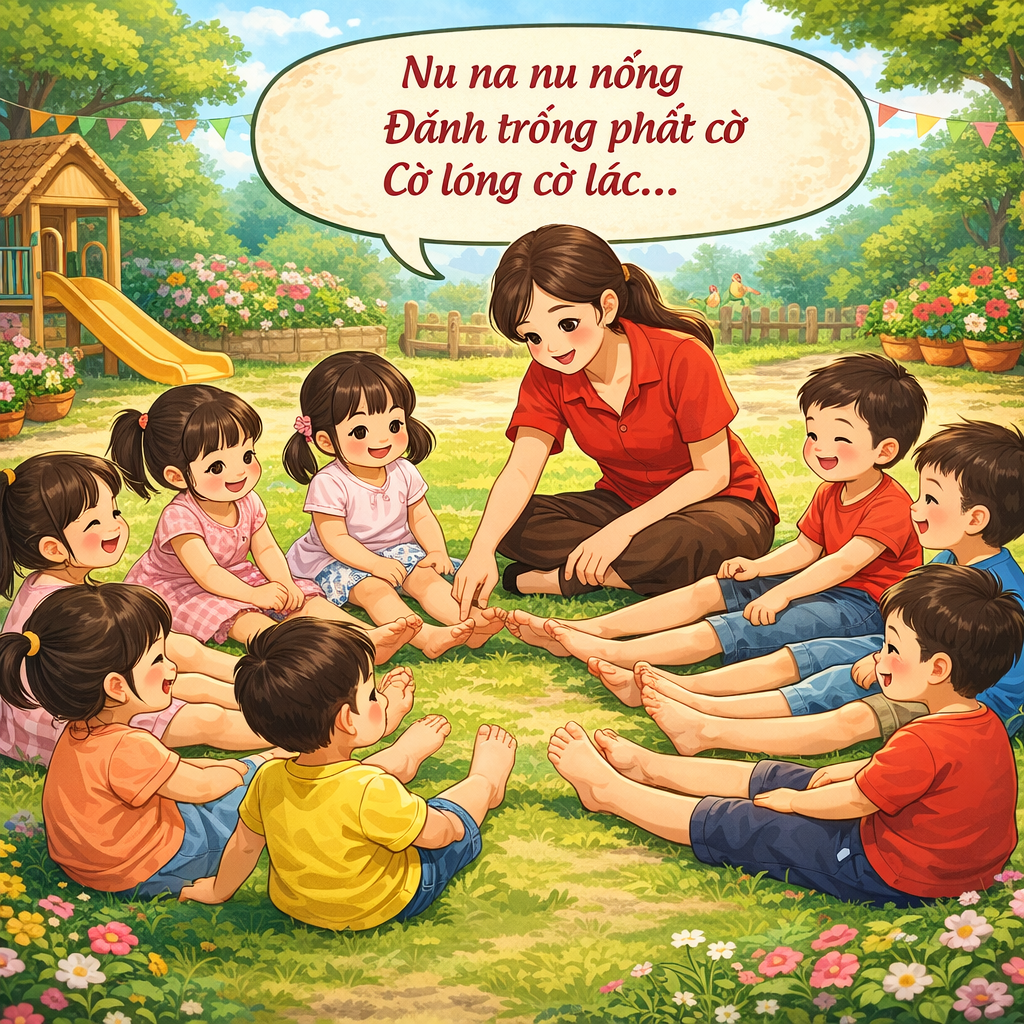 Nu na nu nống
Đánh trống phất cờ
Cờ lóng cờ lác...